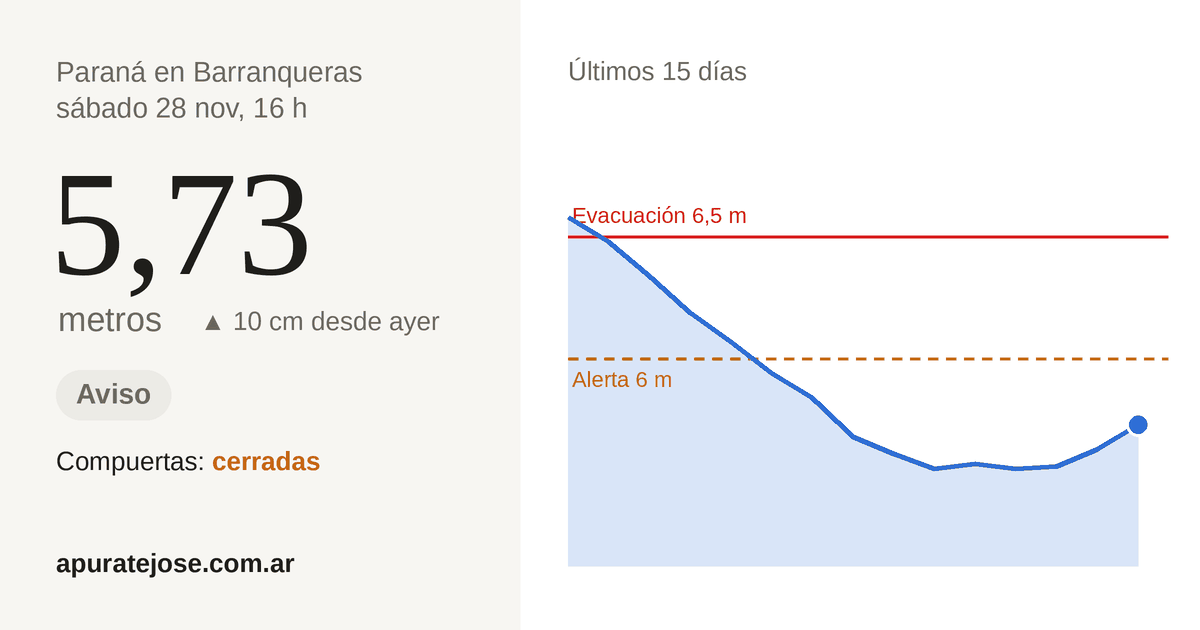 Paraná en Barranqueras
sábado 28 nov, 16 h
5,73
metros ▲ 10 cm desde ayer
Aviso
Compuertas: cerradas
apuratejose.com.ar
Últimos 15 días
Evacuación 6,5 m
Alerta 6 m